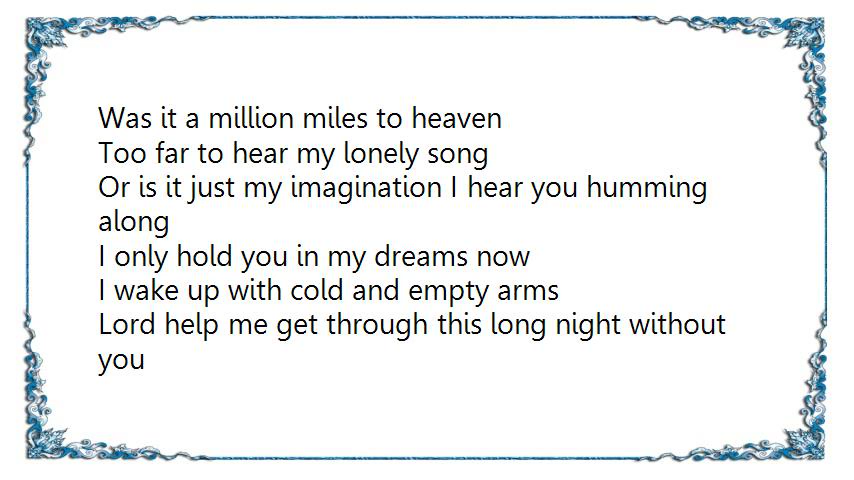 Was it a million miles to heaven
Too far to hear my lonely song
Or is it just my imagination I hear you humming
along
I only hold you in my dreams now
I wake up with cold and empty arms
Lord help me get through this long night without
you